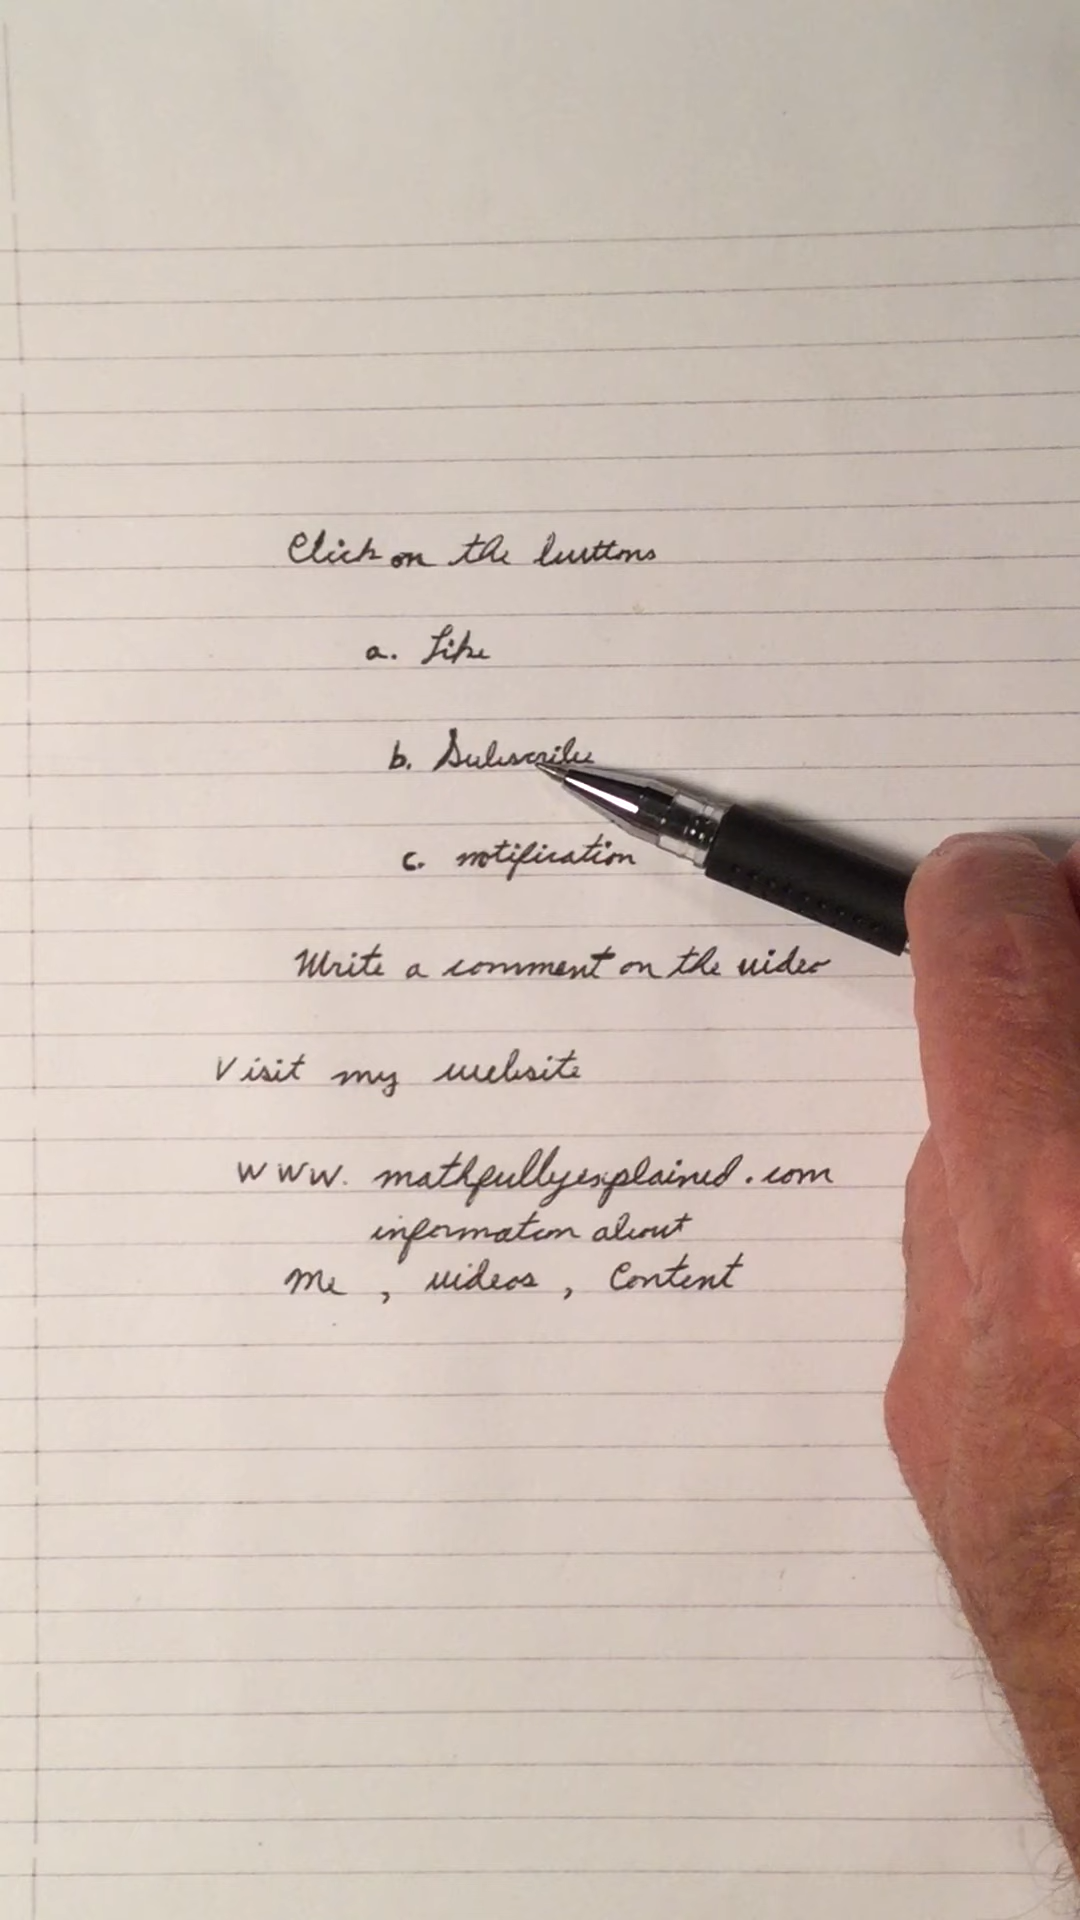 Click on the buttons
a. Like
b. Subscribe
c. notification
Write a comment on the video
Visit my website
www.mathfullyexplained.com
information about
Me, videos, Content